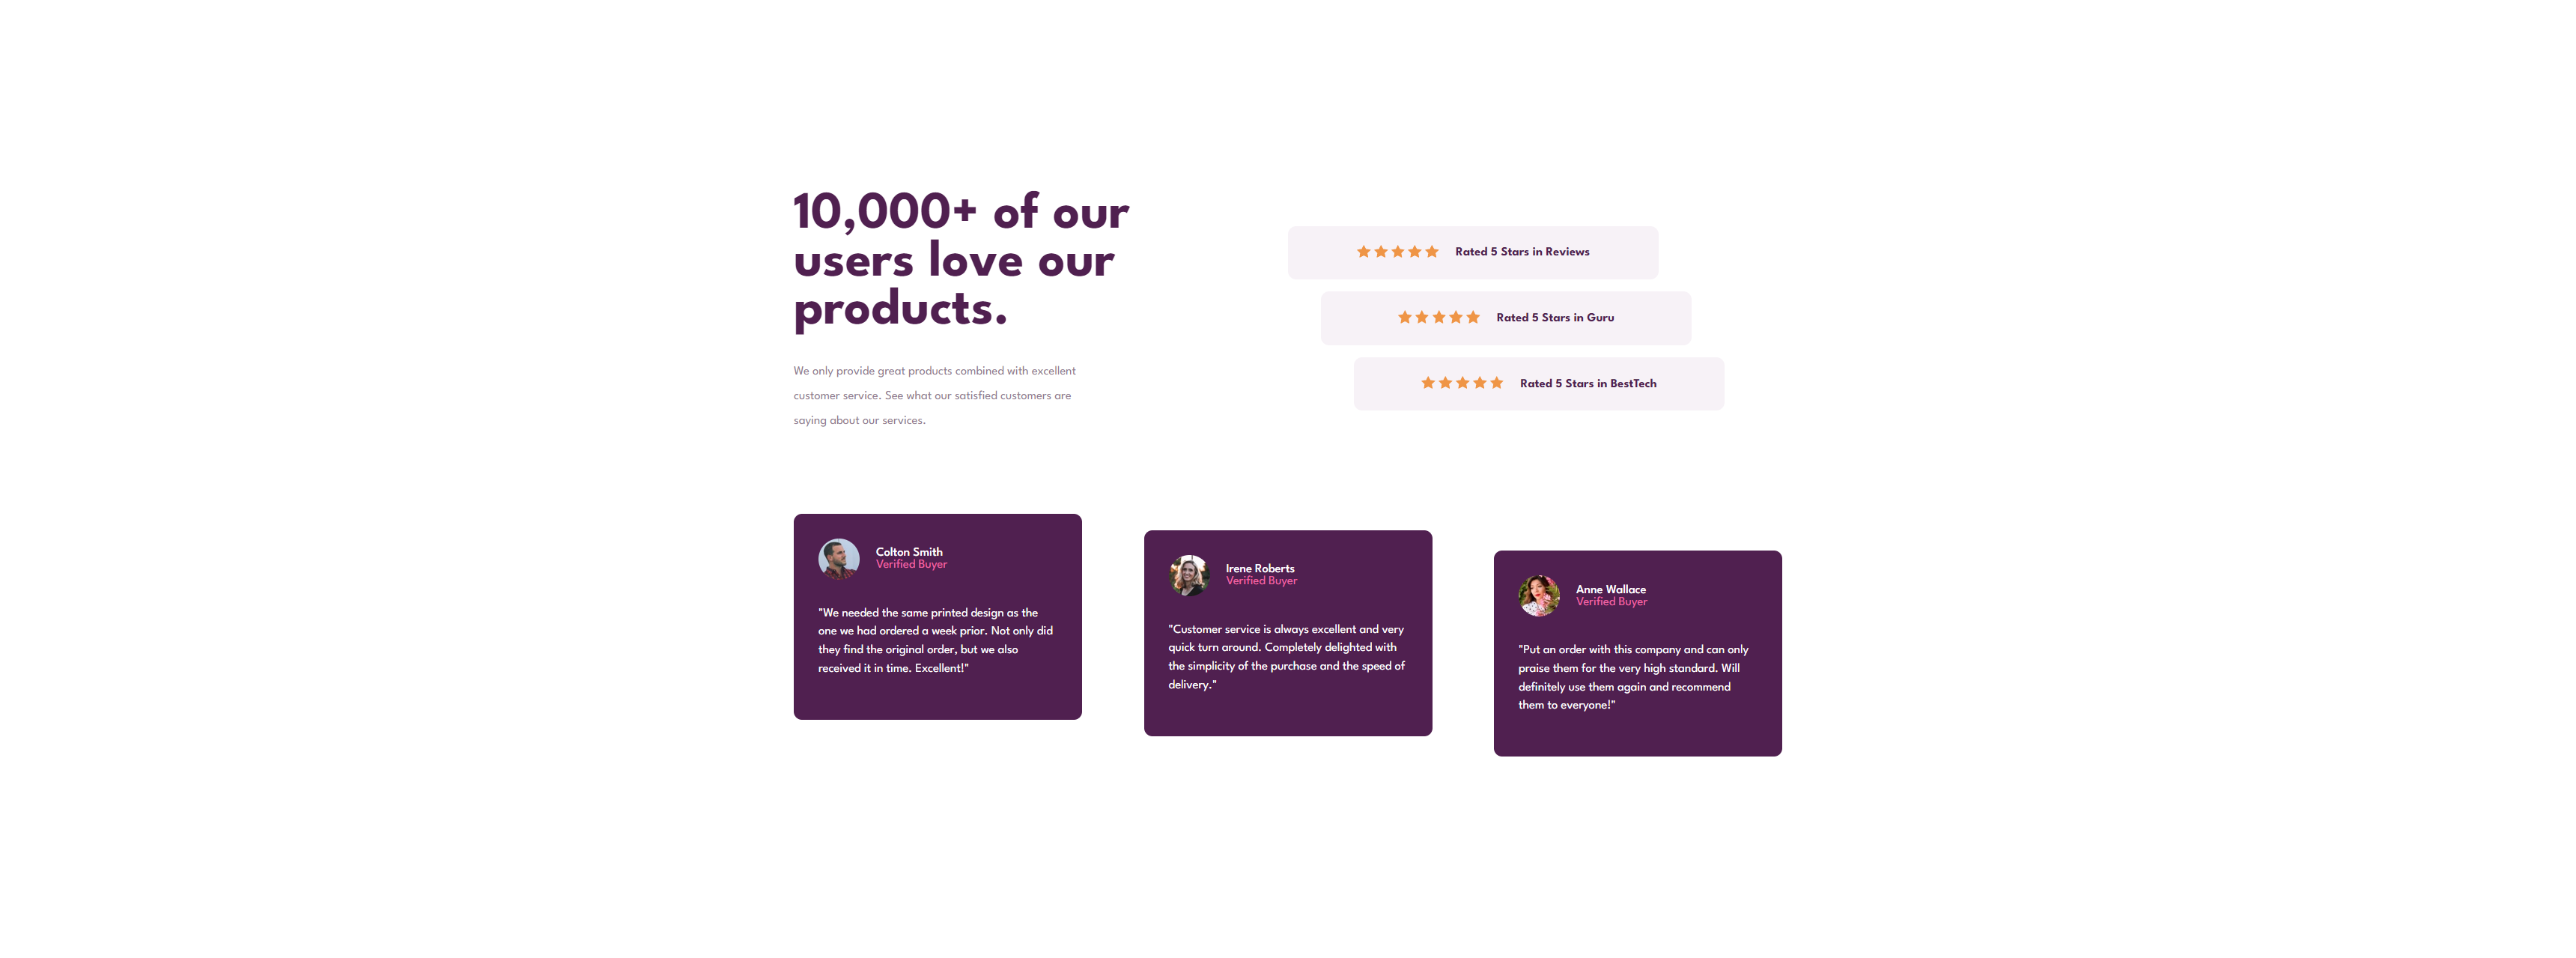 10,000+ of our
users love our
products.
We only provide great products combined with excellent
customer service. See what our satisfied customers are
saying about our services.
Rated 5 Stars in Reviews
Rated 5 Stars in Guru
Rated 5 Stars in BestTech
Colton Smith
Verified Buyer
"We needed the same printed design as the
one we had ordered a week prior. Not only did
they find the original order, but we also
received it in time. Excellent!"
Irene Roberts
Verified Buyer
"Customer service is always excellent and very
quick turn around. Completely delighted with
the simplicity of the purchase and the speed of
delivery."
Anne Wallace
Verified Buyer
"Put an order with this company and can only
praise them for the very high standard. Will
definitely use them again and recommend
them to everyone!"